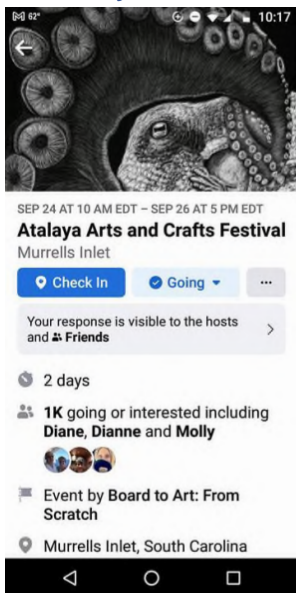 62° 10:17
SEP 24 AT 10 AM EDT – SEP 26 AT 5 PM EDT
Atalaya Arts and Crafts Festival
Murrells Inlet
Check In Going ...
Your response is visible to the hosts
and Friends
2 days
1K going or interested including
Diane, Dianne and Molly
Event by Board to Art: From
Scratch
Murrells Inlet, South Carolina